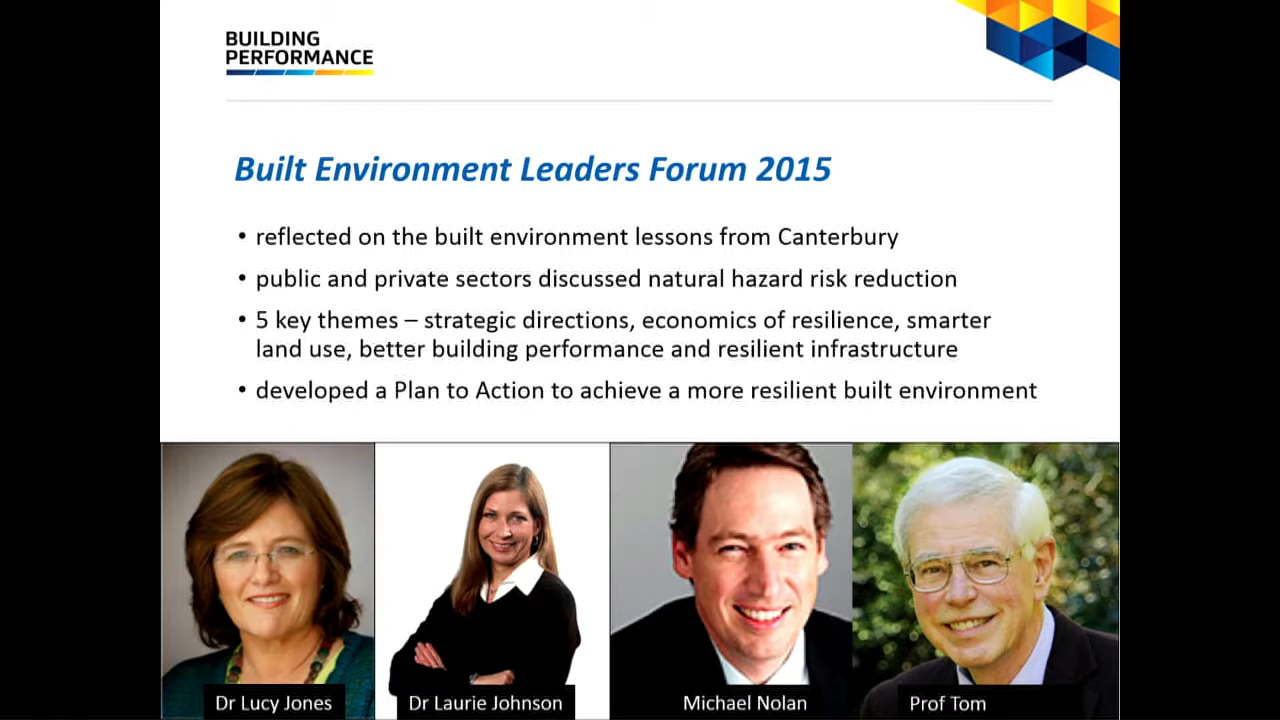 BUILDING
PERFORMANCE
Built Environment Leaders Forum 2015
• reflected on the built environment lessons from Canterbury
• public and private sectors discussed natural hazard risk reduction
• 5 key themes – strategic directions, economics of resilience, smarter
land use, better building performance and resilient infrastructure
• developed a Plan to Action to achieve a more resilient built environment
Dr Lucy Jones
Dr Laurie Johnson
Michael Nolan
Prof Tom